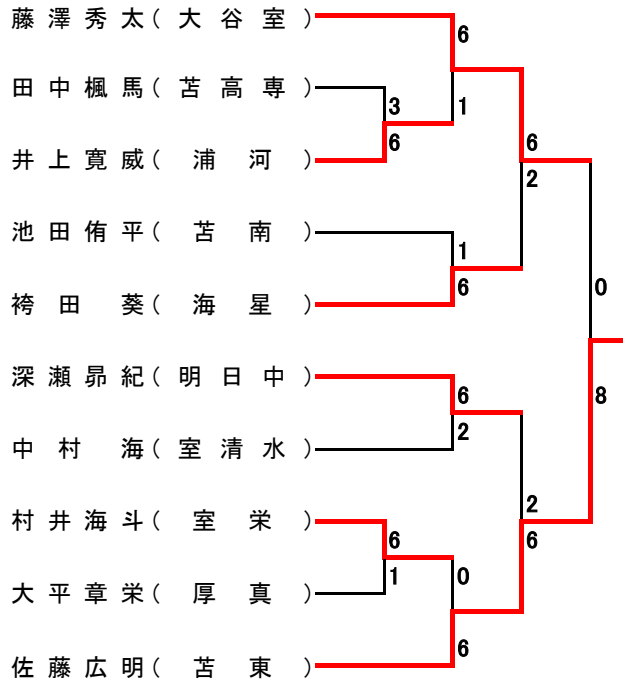 藤澤秀太(大谷室)
6
田中楓馬(苫高専)
3
1
6
井上寛威(浦河)
6
2
池田侑平(苫南)
1
袴田葵(海星)
6
0
深瀬昴紀(明日中)
6
8
中村海(室清水)
2
村井海斗(室栄)
2
6
6
大平章栄(厚真)
1
0
佐藤広明(苫東)
6